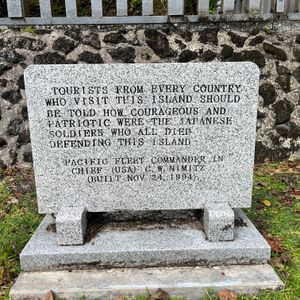 TOURISTS FROM EVERY COUNTRY
WHO VISIT THIS ISLAND SHOULD
BE TOLD HOW COURAGEOUS AND
PATRIOTIC WERE THE JAPANESE
SOLDIERS WHO ALL DIED
DEFENDING THIS ISLAND
PACIFIC FLEET COMMANDER IN
CHIEF (USA) C. W. NIMITZ
(BUILT NOV. 24, 1994)